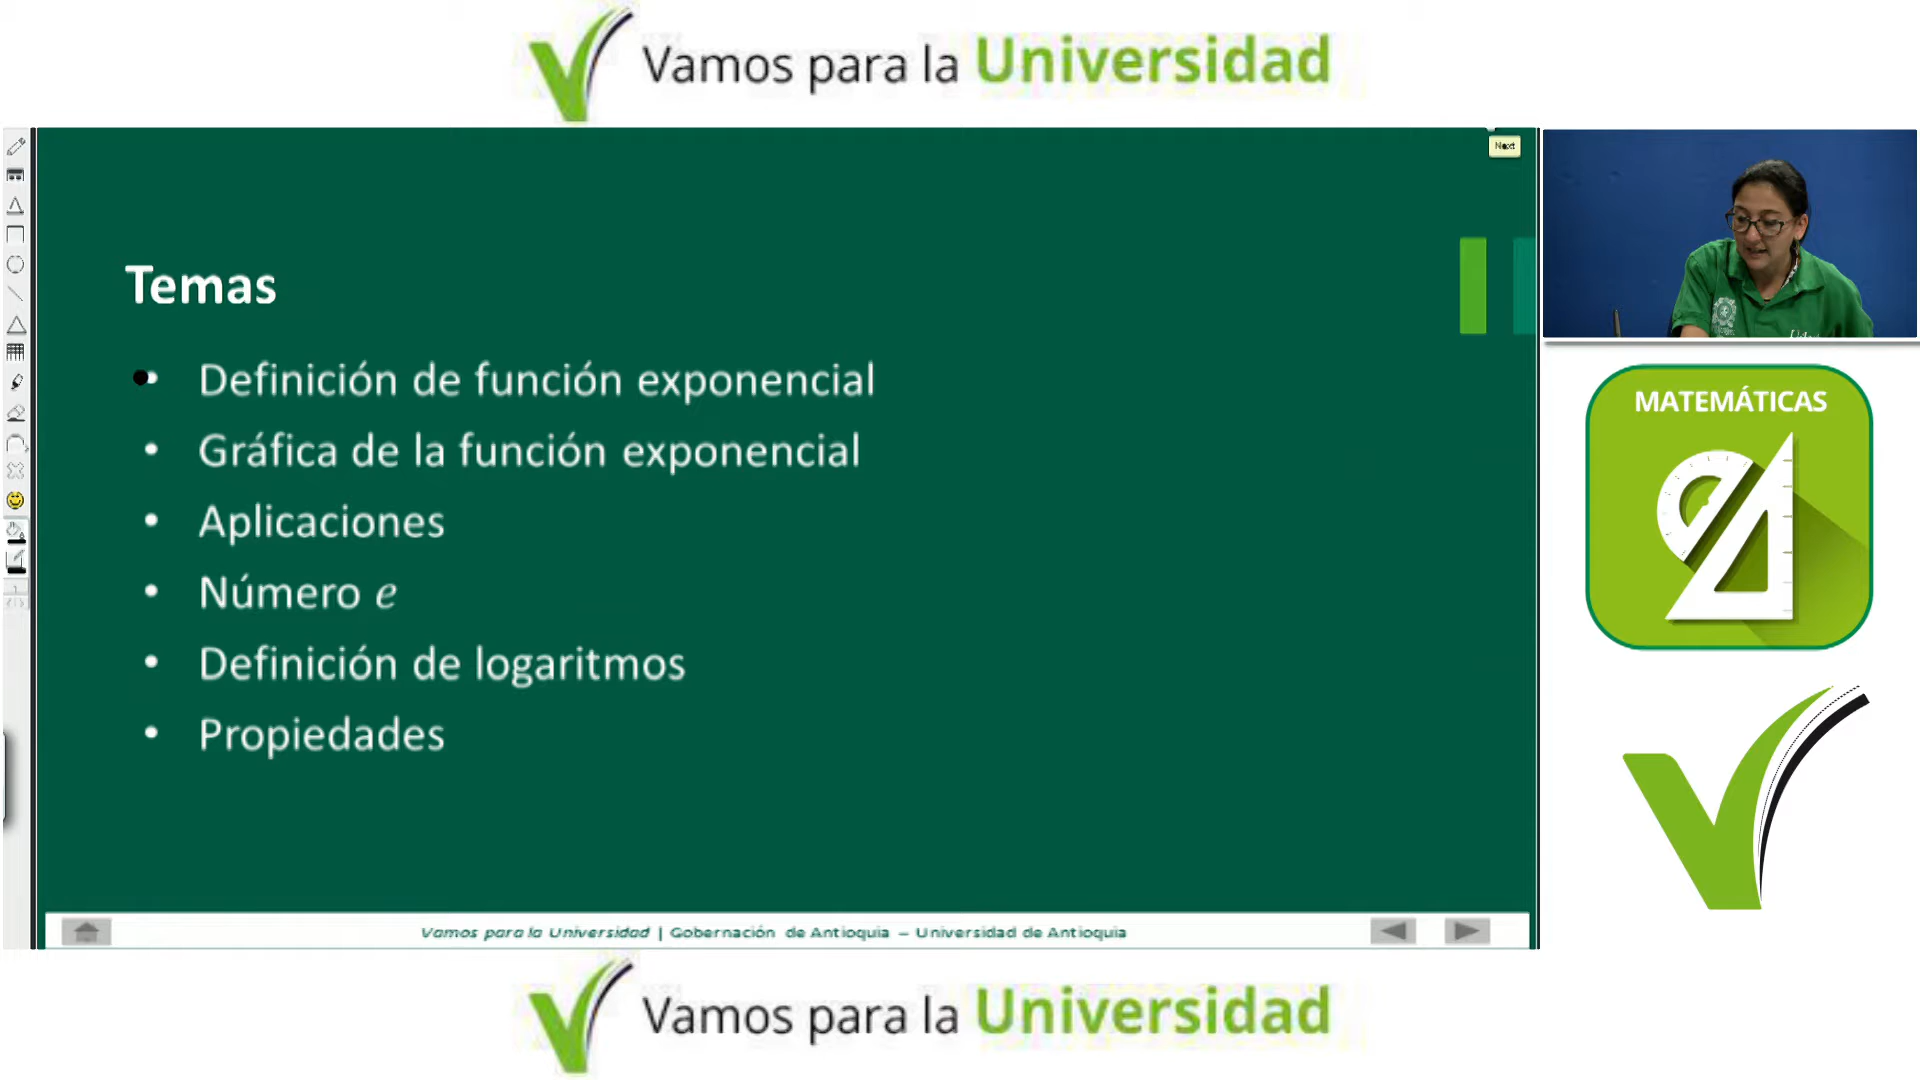 Vamos para la Universidad
Next
Temas
• Definición de función exponencial
• Gráfica de la función exponencial
• Aplicaciones
• Número e
• Definición de logaritmos
• Propiedades
MATEMÁTICAS
Vamos para la Universidad | Gobernación de Antioquia – Universidad de Antioquia
Vamos para la Universidad